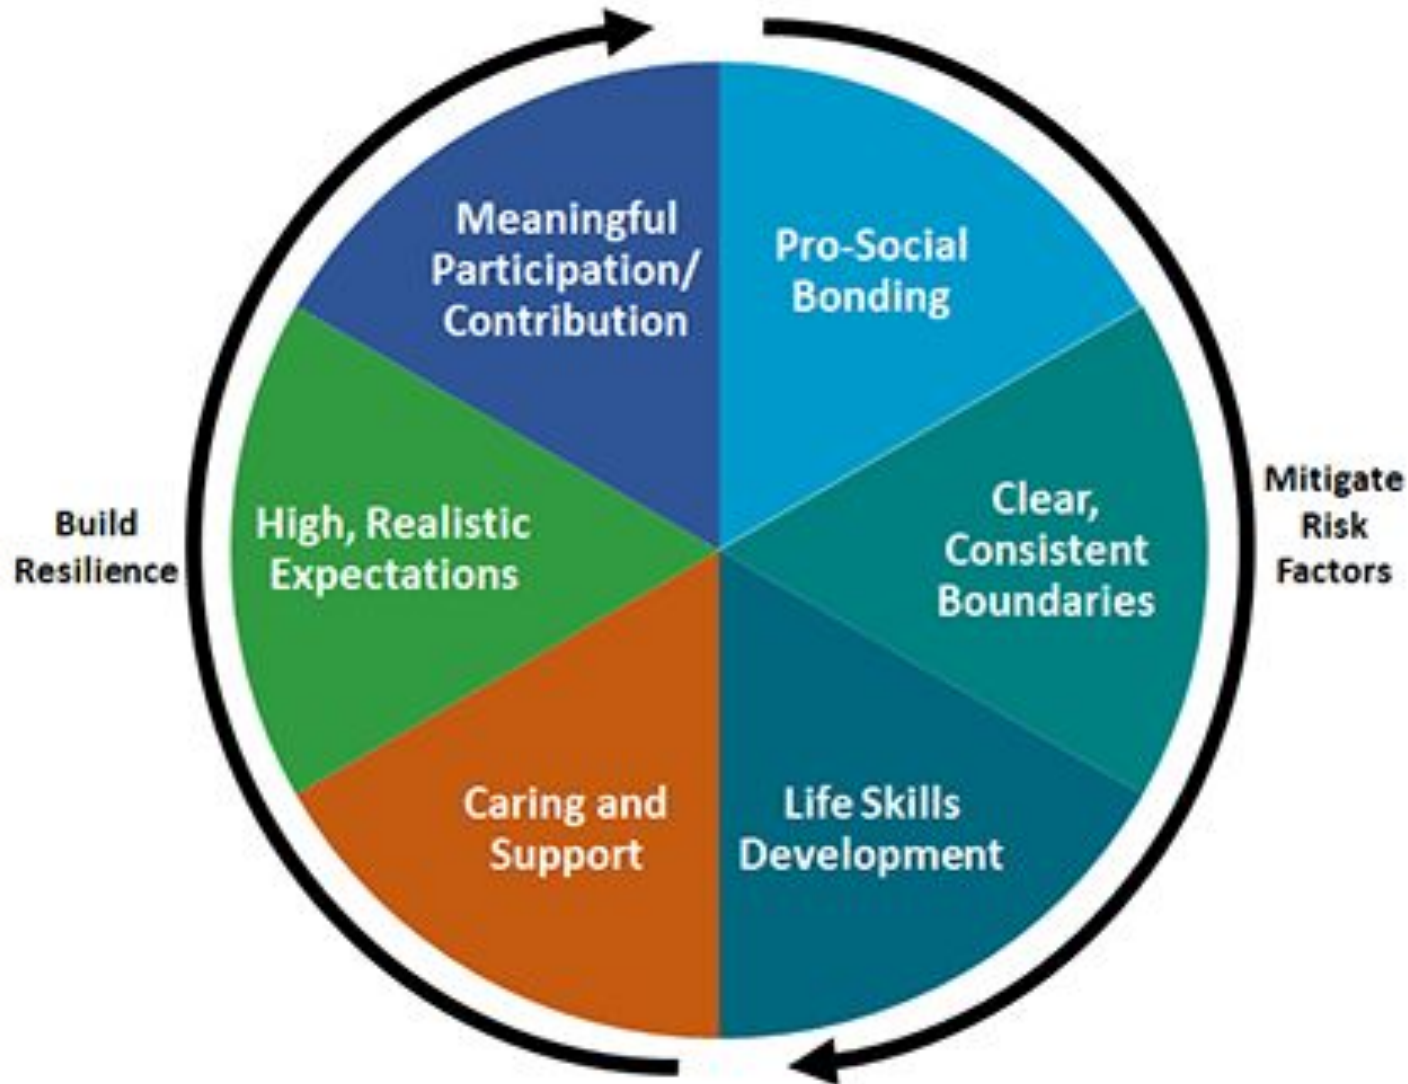 Meaningful
Participation/
Contribution
Pro-Social
Bonding
Clear,
Consistent
Boundaries
Life Skills
Development
Caring and
Support
High, Realistic
Expectations
Build
Resilience
Mitigate
Risk
Factors